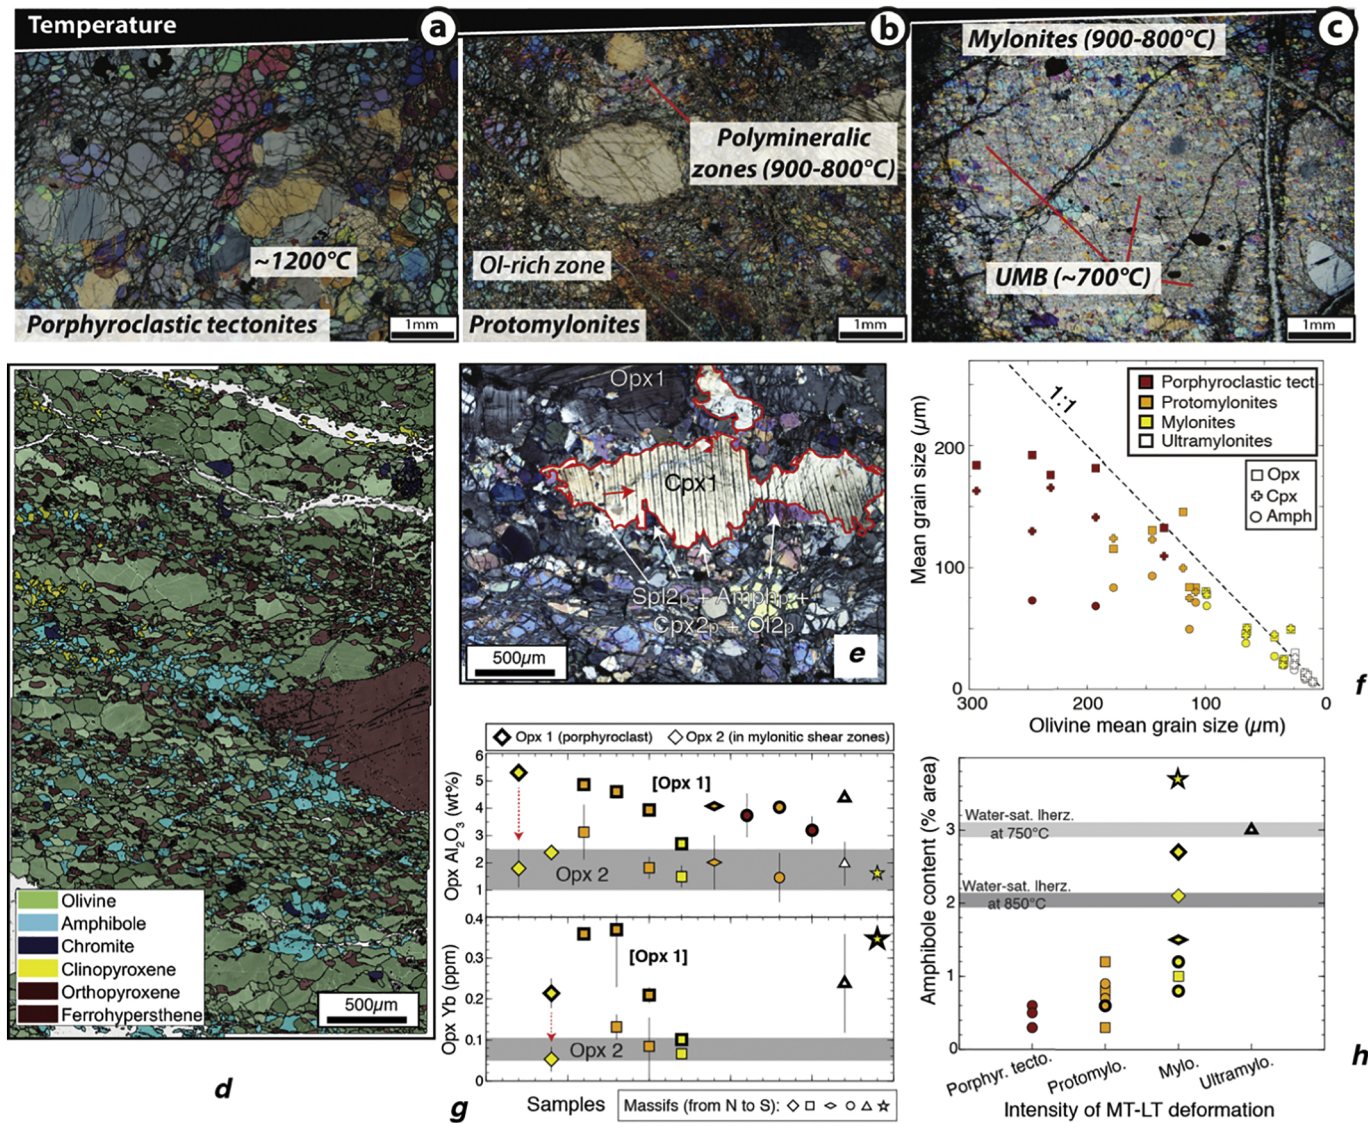 Temperature
a
Porphyroclastic tectonites
~1200°C
1mm
b
Polymineralic
zones (900-800°C)
Ol-rich zone
Protomylonites
1mm
c
Mylonites (900-800°C)
UMB (~700°C)
1mm
Olivine
Amphibole
Chromite
Clinopyroxene
Orthopyroxene
Ferrohypersthene
500µm
d
Opx1
Cpx1
Spl2p + Amphp +
Cpx2p + Ol2p
500µm
e
Mean grain size (µm)
200
100
0
1:1
Porphyroclastic tect
Protomylonites
Mylonites
Ultramylonites
Opx
Cpx
Amph
300
200
100
0
Olivine mean grain size (µm)
f
Opx 1 (porphyroclast)
Opx 2 (in mylonitic shear zones)
Opx Al2O3 (wt%)
6
5
4
3
2
1
[Opx 1]
Opx 2
Opx Yb (ppm)
0.4
0.3
0.2
0.1
0
[Opx 1]
Opx 2
Samples
Massifs (from N to S):
g
Amphibole content (% area)
3
2
1
0
Water-sat. lherz.
at 750°C
Water-sat. lherz.
at 850°C
Porphyr. tecto.
Protomylo.
Mylo.
Ultramylo.
Intensity of MT-LT deformation
h